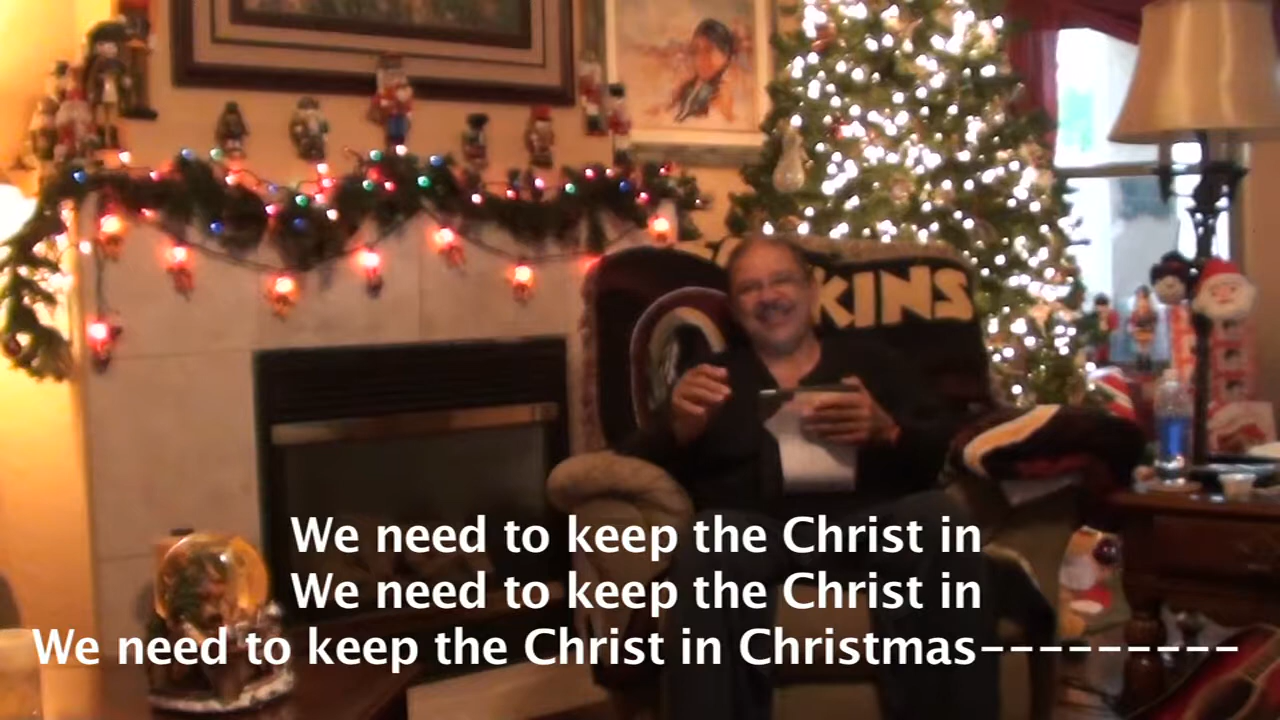 KINS
We need to keep the Christ in
We need to keep the Christ in
We need to keep the Christ in Christmas---------